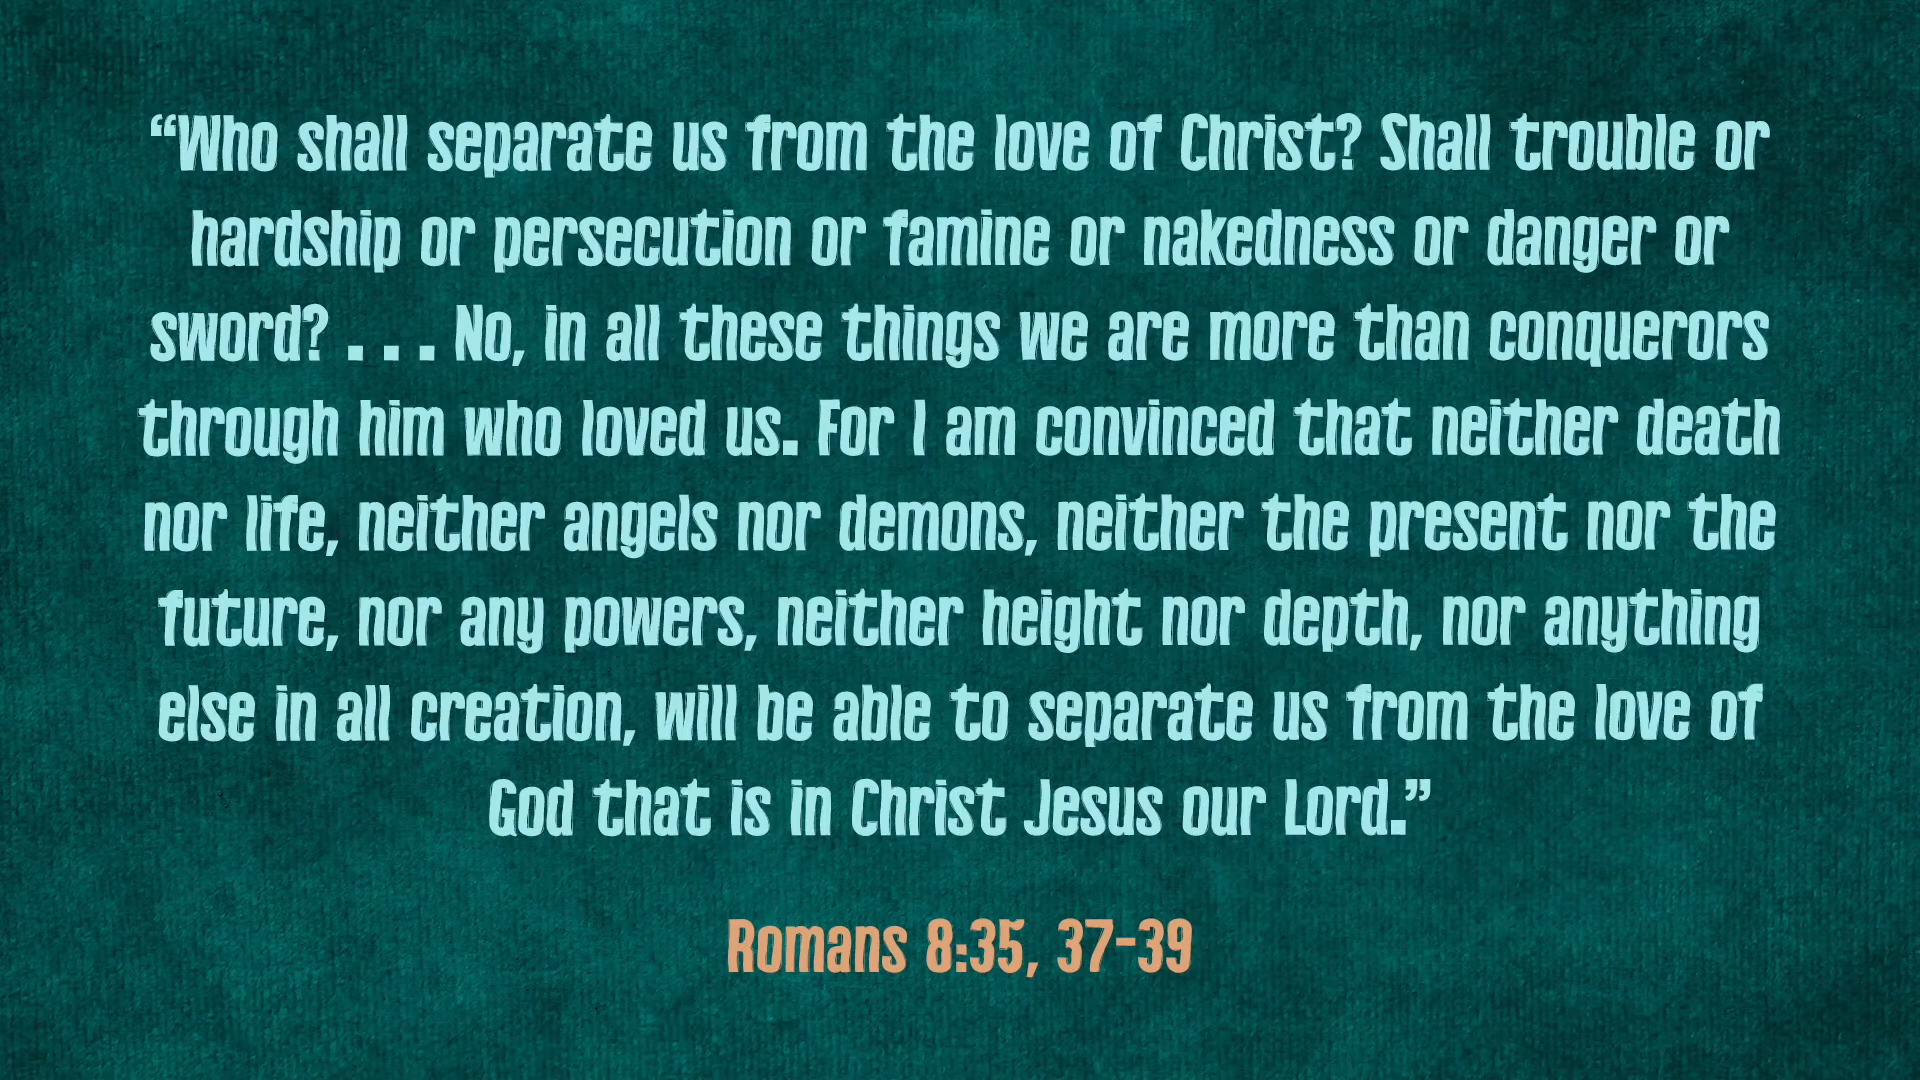 “Who shall separate us from the love of Christ? Shall trouble or
hardship or persecution or famine or nakedness or danger or
sword? . . . No, in all these things we are more than conquerors
through him who loved us. For I am convinced that neither death
nor life, neither angels nor demons, neither the present nor the
future, nor any powers, neither height nor depth, nor anything
else in all creation, will be able to separate us from the love of
God that is in Christ Jesus our Lord.”
Romans 8:35, 37-39